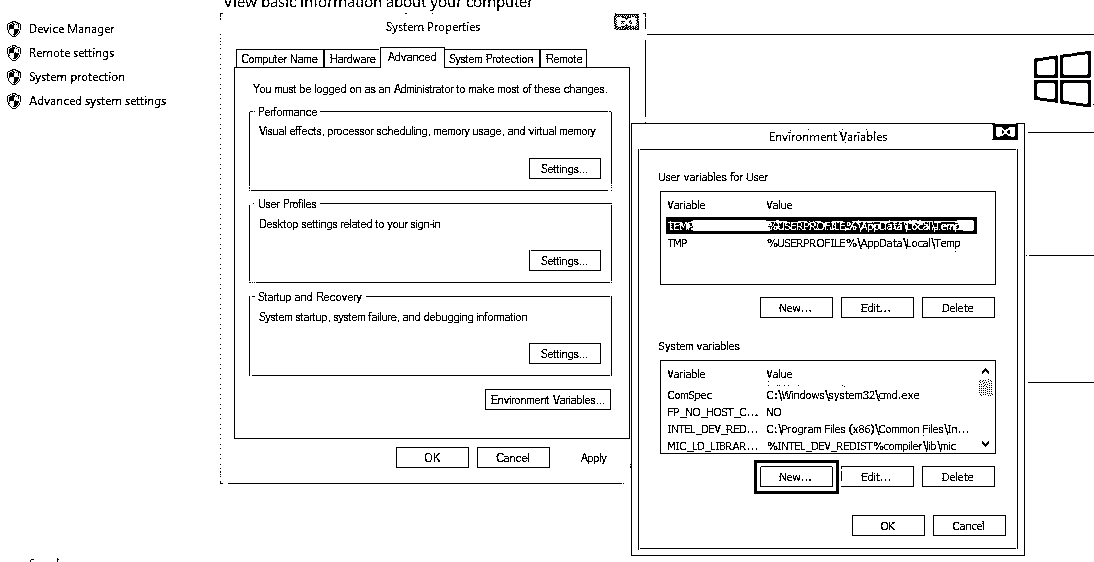 View basic information about your computer
Device Manager
Remote settings
System protection
Advanced system settings
System Properties
Computer Name Hardware Advanced System Protection Remote
You must be logged on as an Administrator to make most of these changes.
Performance
Visual effects, processor scheduling, memory usage, and virtual memory
Settings...
User Profiles
Desktop settings related to your sign-in
Settings...
Startup and Recovery
System startup, system failure, and debugging information
Settings...
Environment Variables...
OK Cancel Apply
Environment Variables
User variables for User
Variable Value
TEMP %USERPROFILE%\AppData\Local\Temp
TMP %USERPROFILE%\AppData\Local\Temp
New... Edit... Delete
System variables
Variable Value
ComSpec C:\Windows\system32\cmd.exe
FP_NO_HOST_C... NO
INTEL_DEV_RED... C:\Program Files (x86)\Common Files\In...
MIC_LD_LIBRAR... %INTEL_DEV_REDIST%compiler\lib\mic
New... Edit... Delete
OK Cancel